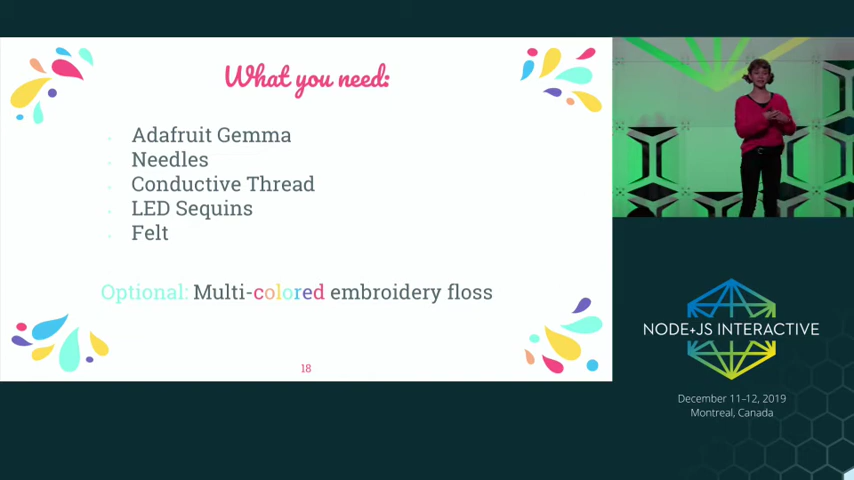 What you need:
Adafruit Gemma
Needles
Conductive Thread
LED Sequins
Felt
Optional: Multi-colored embroidery floss
18
NODE+JS INTERACTIVE
December 11–12, 2019
Montreal, Canada